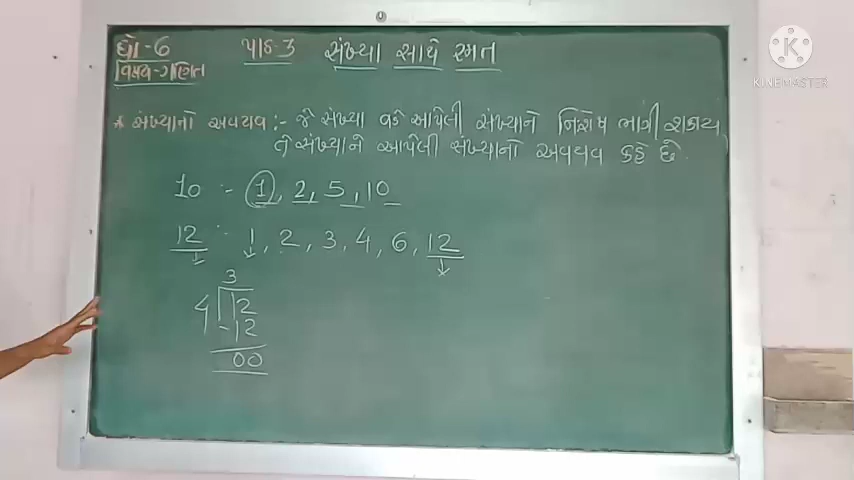 ધો-6 પાઠ-3 સંખ્યા સાથે રમત
વિષય-ગણિત
* સંખ્યાનો અવયવ :- જે સંખ્યા વડે આપેલી સંખ્યાને નિઃશેષ ભાગી શકાય
તે સંખ્યાને આપેલી સંખ્યાનો અવયવ કહે છે.
10 :- 1, 2, 5, 10
12 :- 1, 2, 3, 4, 6, 12
3
4 12
-12
00
KINEMASTER